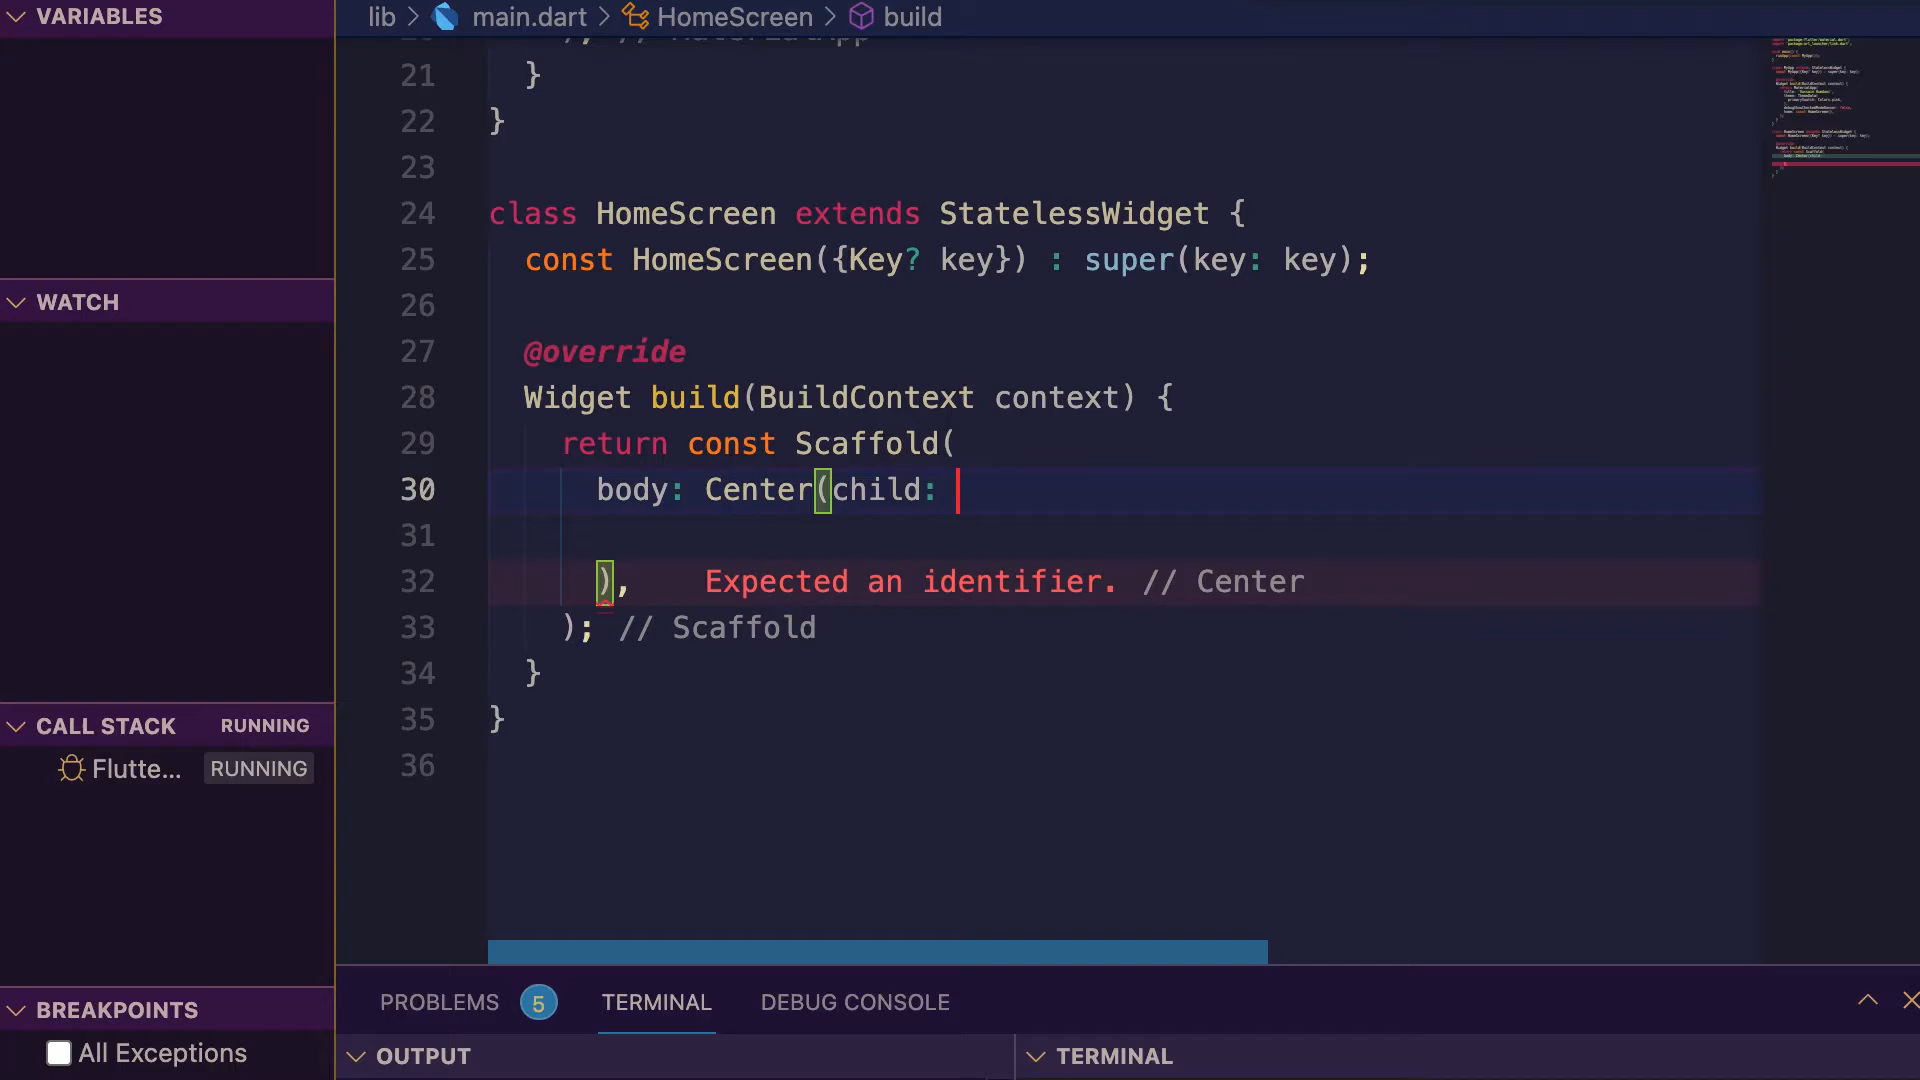 VARIABLES
WATCH
CALL STACK RUNNING
Flutte... RUNNING
BREAKPOINTS
All Exceptions
lib > main.dart > HomeScreen > build
21 }
22 }
23
24 class HomeScreen extends StatelessWidget {
25 const HomeScreen({Key? key}) : super(key: key);
26
27 @override
28 Widget build(BuildContext context) {
29 return const Scaffold(
30 body: Center(child:
31
32 ), Expected an identifier. // Center
33 ); // Scaffold
34 }
35 }
36
PROBLEMS 5 TERMINAL DEBUG CONSOLE
OUTPUT
TERMINAL